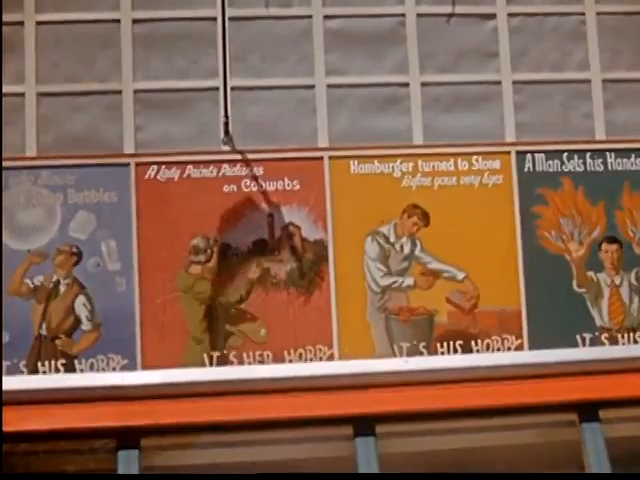 Bubbles
IT'S HIS HOBBY
A Lady Paints Pictures
on Cobwebs
IT'S HER HOBBY
Hamburger turned to Stone
Before your very Eyes
IT'S HIS HOBBY
A Man Sets his Hands
IT'S HIS